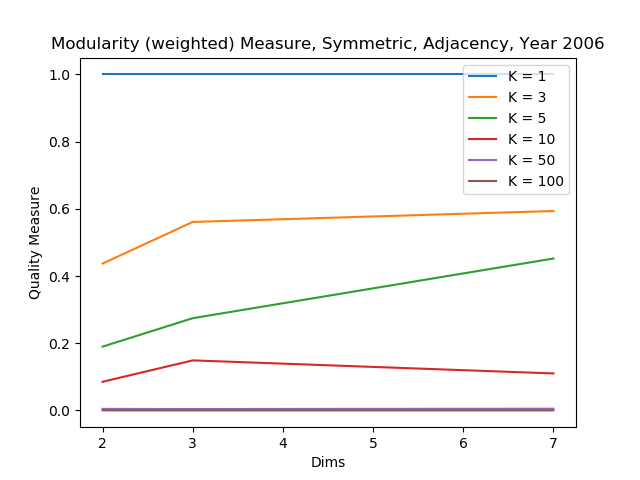 Modularity (weighted) Measure, Symmetric, Adjacency, Year 2006
1.0
0.8
0.6
0.4
0.2
0.0
Quality Measure
K = 1
K = 3
K = 5
K = 10
K = 50
K = 100
2 3 4 5 6 7
Dims